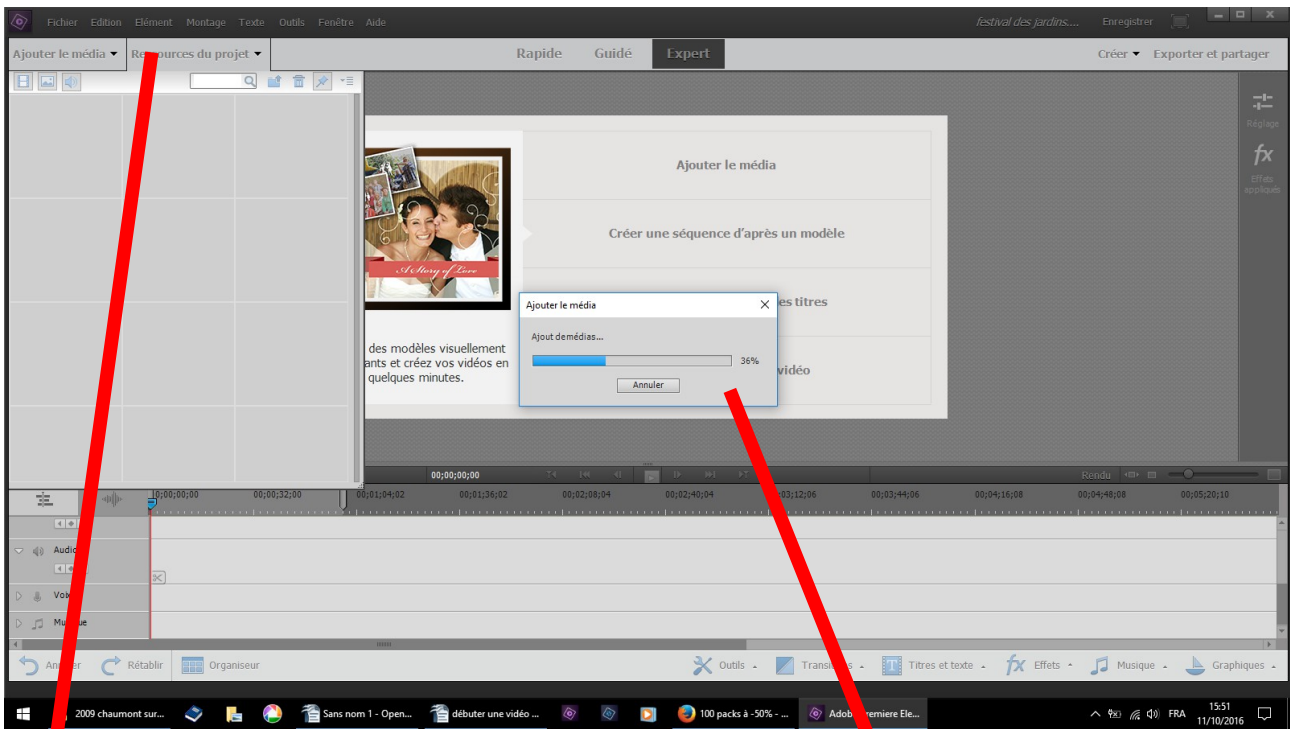 Fichier Edition Elément Montage Texte Outils Fenêtre Aide
festival des jardins.... Enregistrer
Ajouter le média Ressources du projet
Rapide Guidé Expert
Créer Exporter et partager
Réglage
fx
Effets
appliqués
Ajouter le média
Créer une séquence d'après un modèle
A Story of Love
es titres
des modèles visuellement
ants et créez vos vidéos en
quelques minutes.
vidéo
Ajouter le média
Ajout demédias...
36%
Annuler
00;00;00;00
Rendu
00;00;00;00 00;00;32;00 00;01;04;02 00;01;36;02 00;02;08;04 00;02;40;04 00;03;12;06 00;03;44;06 00;04;16;08 00;04;48;08 00;05;20;10
Audio
Voix
Musique
Annuler Rétablir Organiseur
Outils Transitions Titres et texte fx Effets Musique Graphiques
2009 chaumont sur... Sans nom 1 - Open... débuter une vidéo ... 100 packs à -50% - ... Adobe Premiere Ele...
FRA
15:51
11/10/2016